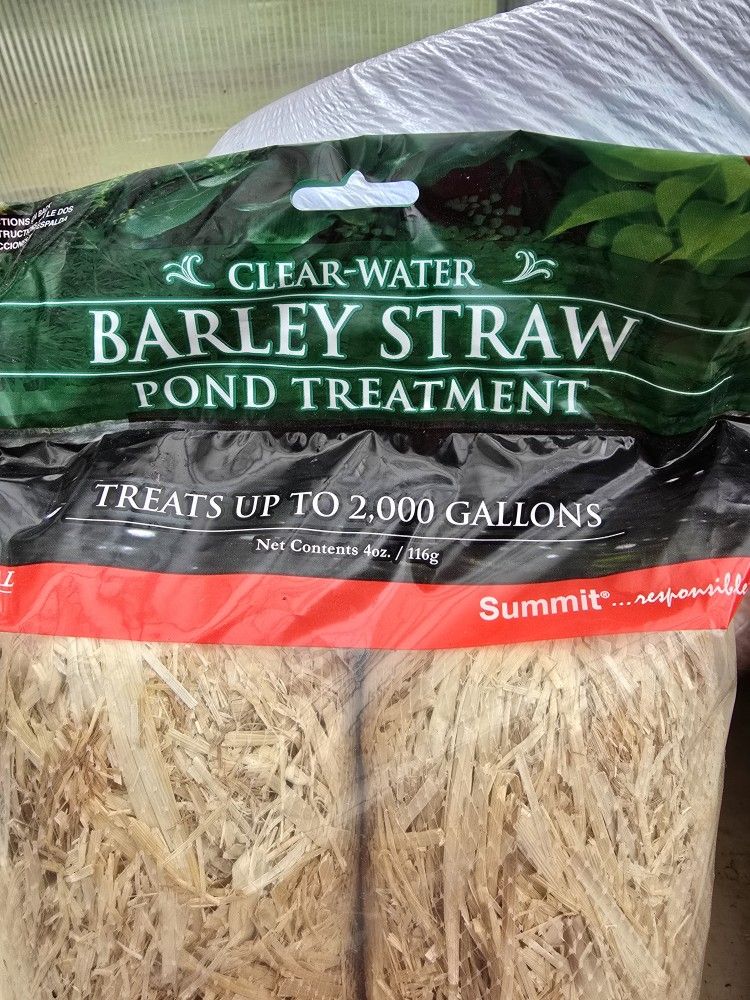 CLEAR-WATER
BARLEY STRAW
POND TREATMENT
TREATS UP TO 2,000 GALLONS
Net Contents 4oz. / 116g
Summit® ...responsible